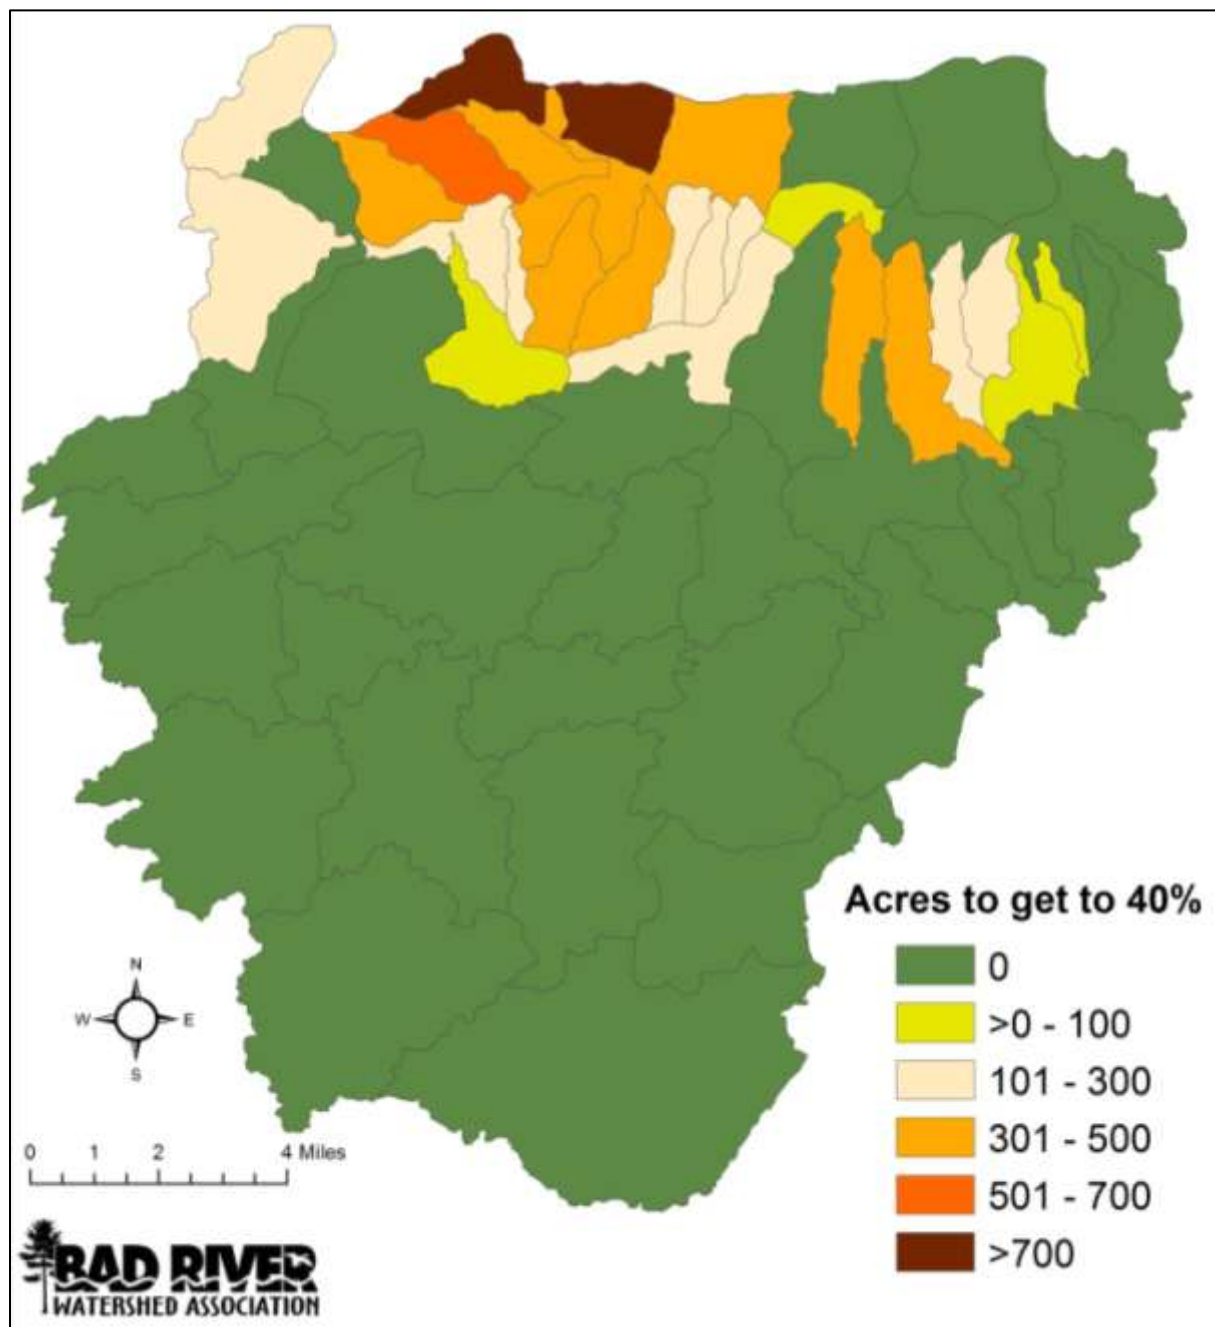 Acres to get to 40%
0
>0 - 100
101 - 300
301 - 500
501 - 700
>700
N
W E
S
0 1 2 4 Miles
BAD RIVER
WATERSHED ASSOCIATION